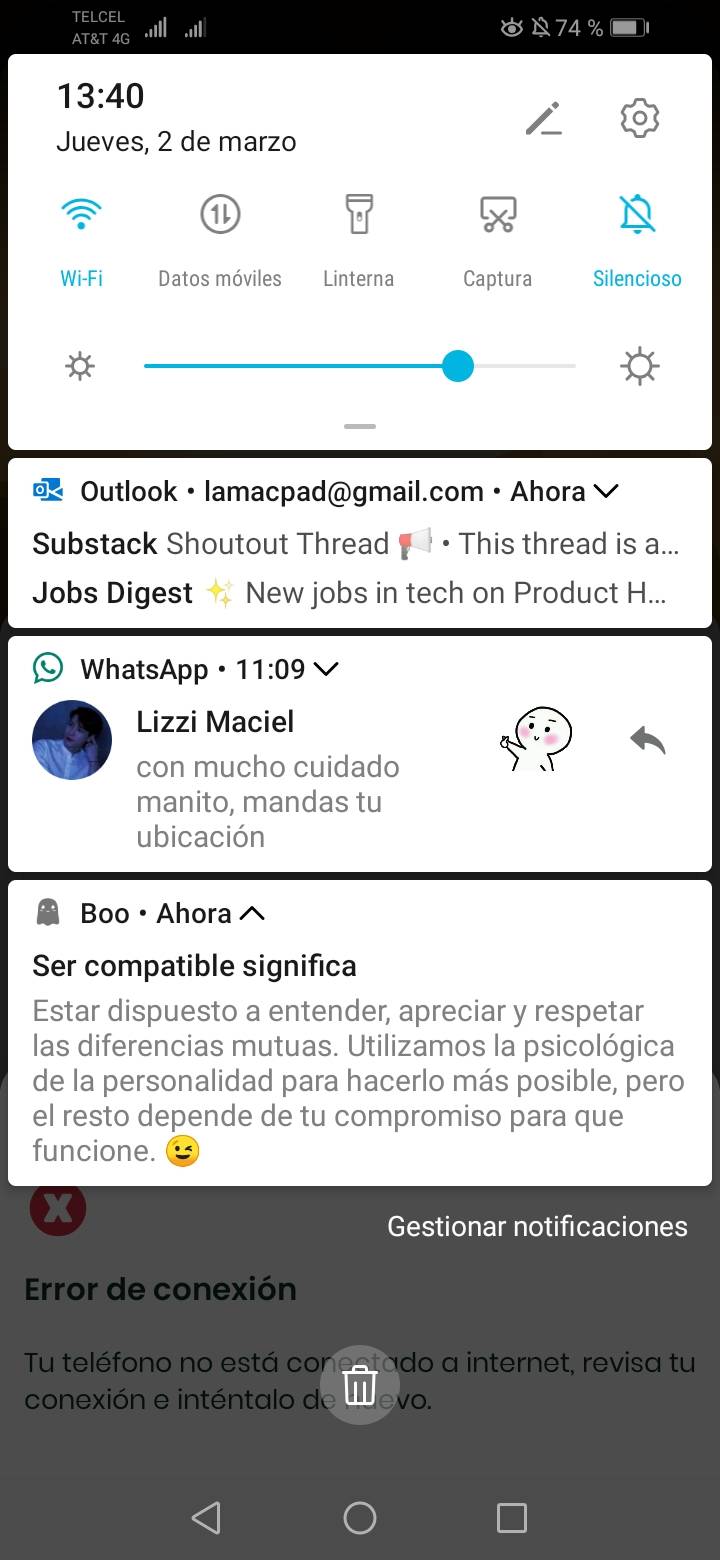 TELCEL
AT&T 4G
74 %
13:40
Jueves, 2 de marzo
Wi-Fi
Datos móviles
Linterna
Captura
Silencioso
Outlook • lamacpad@gmail.com • Ahora
Substack Shoutout Thread 📢 • This thread is a...
Jobs Digest ✨ New jobs in tech on Product H...
WhatsApp • 11:09
Lizzi Maciel
con mucho cuidado
manito, mandas tu
ubicación
Boo • Ahora
Ser compatible significa
Estar dispuesto a entender, apreciar y respetar
las diferencias mutuas. Utilizamos la psicológica
de la personalidad para hacerlo más posible, pero
el resto depende de tu compromiso para que
funcione. 😉
Gestionar notificaciones
Error de conexión
Tu teléfono no está conectado a internet, revisa tu
conexión e inténtalo de nuevo.